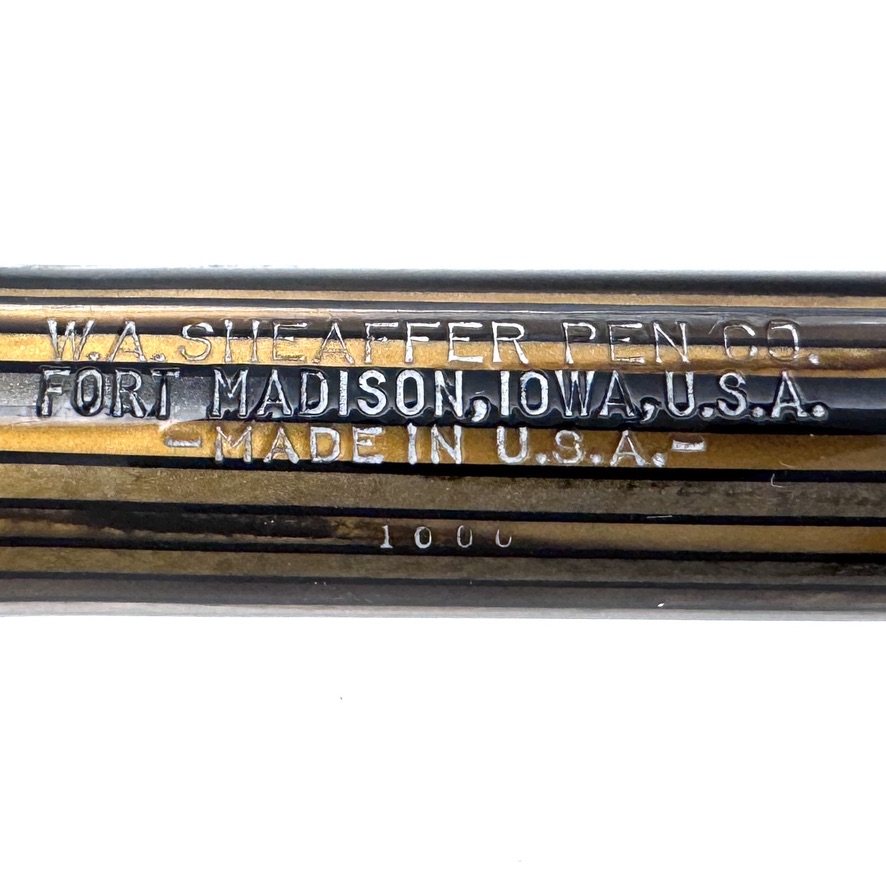 W.A. SHEAFFER PEN CO.
FORT MADISON, IOWA, U.S.A.
-MADE IN U.S.A.-
1000